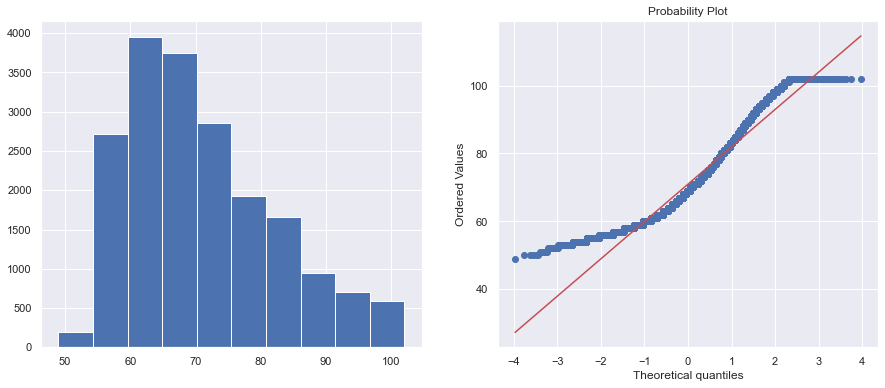 4000
3500
3000
2500
2000
1500
1000
500
0
50 60 70 80 90 100
Probability Plot
Ordered Values
100
80
60
40
−4 −3 −2 −1 0 1 2 3 4
Theoretical quantiles